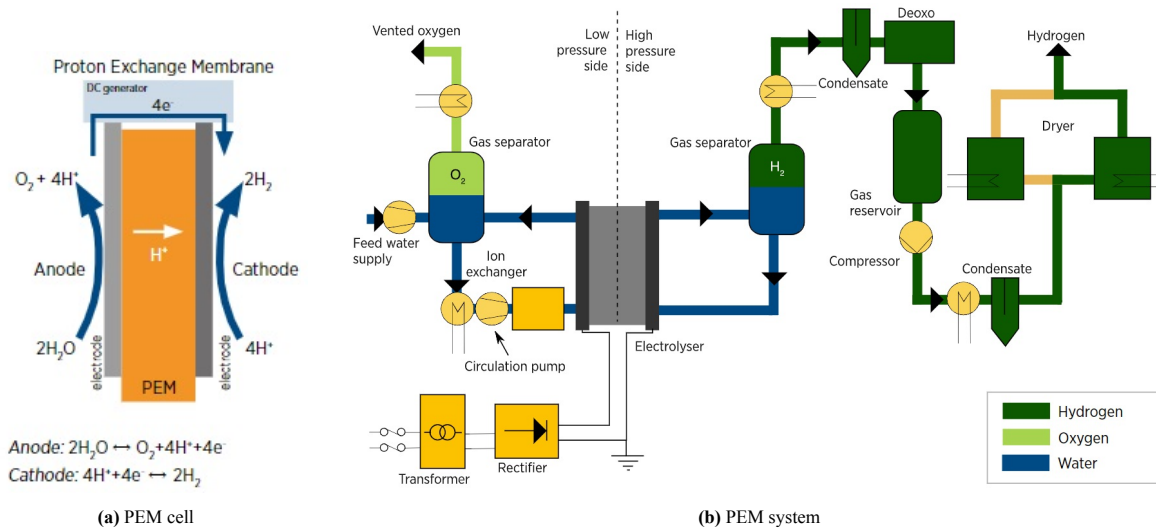 Proton Exchange Membrane
DC generator
4e⁻
O₂ + 4H⁺
2H₂
H⁺
Anode
Cathode
2H₂O
4H⁺
electrode
electrode
PEM
Anode: 2H₂O ↔ O₂+4H⁺+4e⁻
Cathode: 4H⁺+4e⁻ ↔ 2H₂
(a) PEM cell
Vented oxygen
Low
pressure
side
High
pressure
side
Deoxo
Hydrogen
Condensate
Gas separator
Gas separator
Dryer
O₂
H₂
Gas
reservoir
Feed water
supply
Ion
exchanger
Compressor
Condensate
Circulation pump
Electrolyser
Transformer
Rectifier
Hydrogen
Oxygen
Water
(b) PEM system